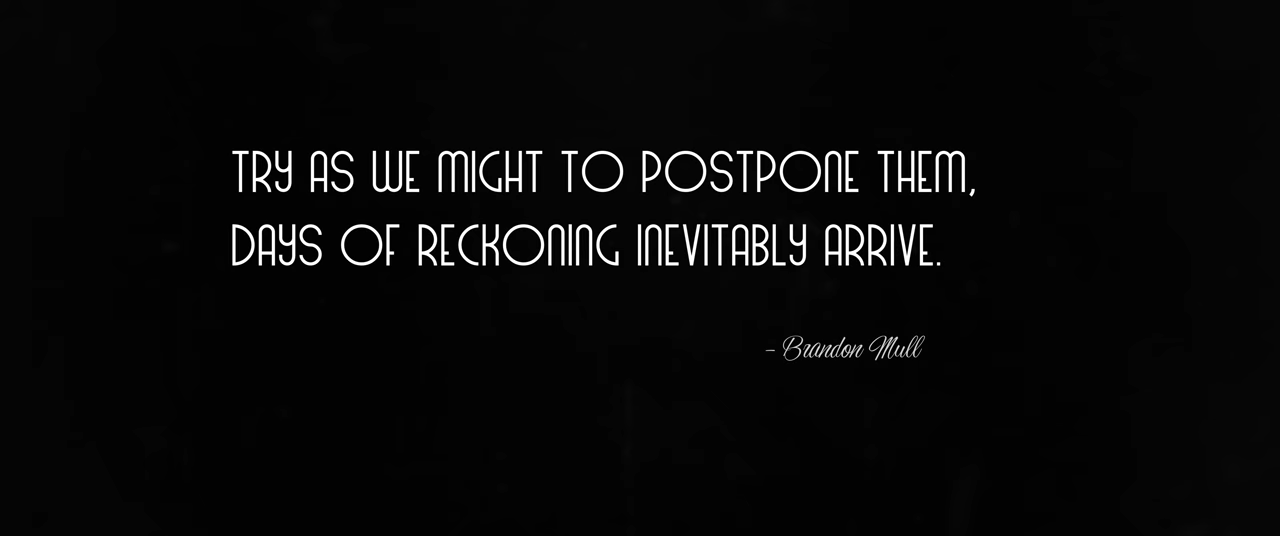 TRY AS WE MIGHT TO POSTPONE THEM,
DAYS OF RECKONING INEVITABLY ARRIVE.
- Brandon Mull